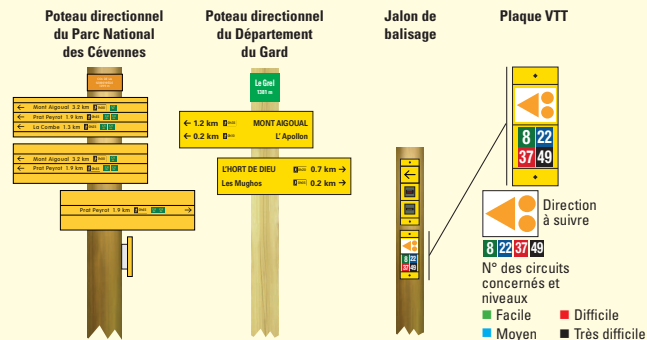 Poteau directionnel
du Parc National
des Cévennes
← Mont Aigoual 3.2 km
← Prat Peyrot 1.9 km
← La Combe 1.3 km
← Mont Aigoual 3.2 km
← Prat Peyrot 1.9 km
Prat Peyrot 1.9 km →
Poteau directionnel
du Département
du Gard
Le Grel
← 1.2 km MONT AIGOUAL
← 0.2 km L'Apollon
L'HORT DE DIEU 0.7 km →
Les Mughos 0.2 km →
Jalon de
balisage
←
8 22
37 49
Plaque VTT
8 22
37 49
Direction
à suivre
8 22 37 49
N° des circuits
concernés et
niveaux
Facile Difficile
Moyen Très difficile